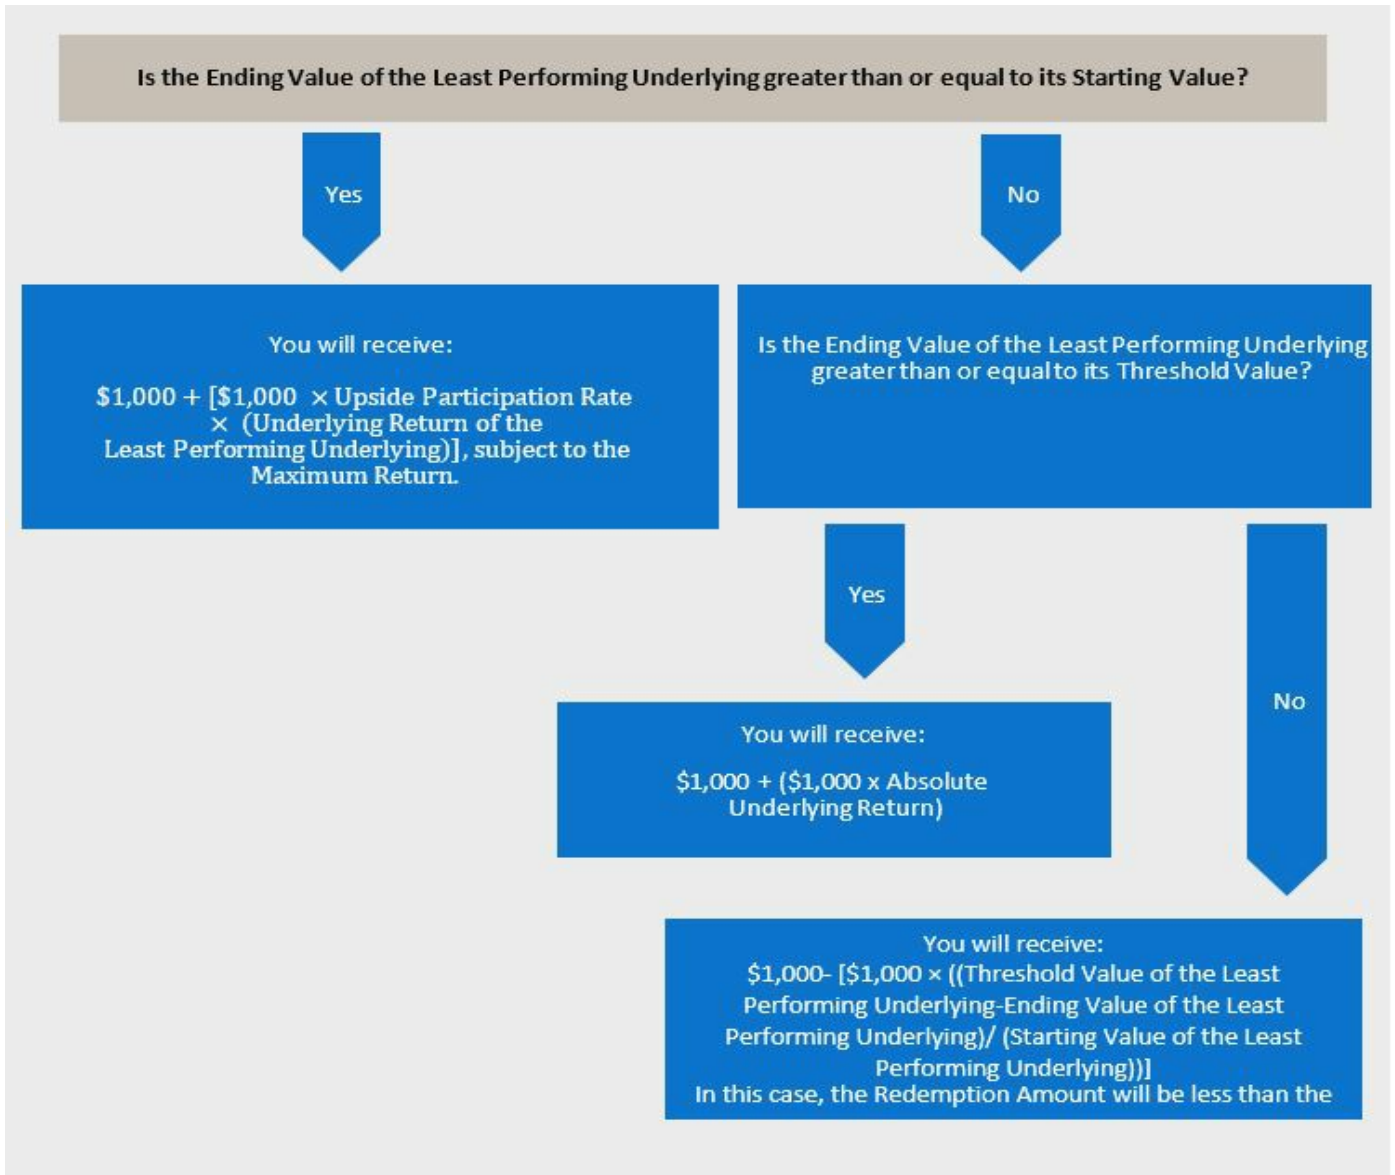 Is the Ending Value of the Least Performing Underlying greater than or equal to its Starting Value?
Yes
No
You will receive:
$1,000 + [$1,000 × Upside Participation Rate
× (Underlying Return of the
Least Performing Underlying)], subject to the
Maximum Return.
Is the Ending Value of the Least Performing Underlying
greater than or equal to its Threshold Value?
Yes
No
You will receive:
$1,000 + ($1,000 x Absolute
Underlying Return)
You will receive:
$1,000- [$1,000 × ((Threshold Value of the Least
Performing Underlying-Ending Value of the Least
Performing Underlying)/ (Starting Value of the Least
Performing Underlying))]
In this case, the Redemption Amount will be less than the